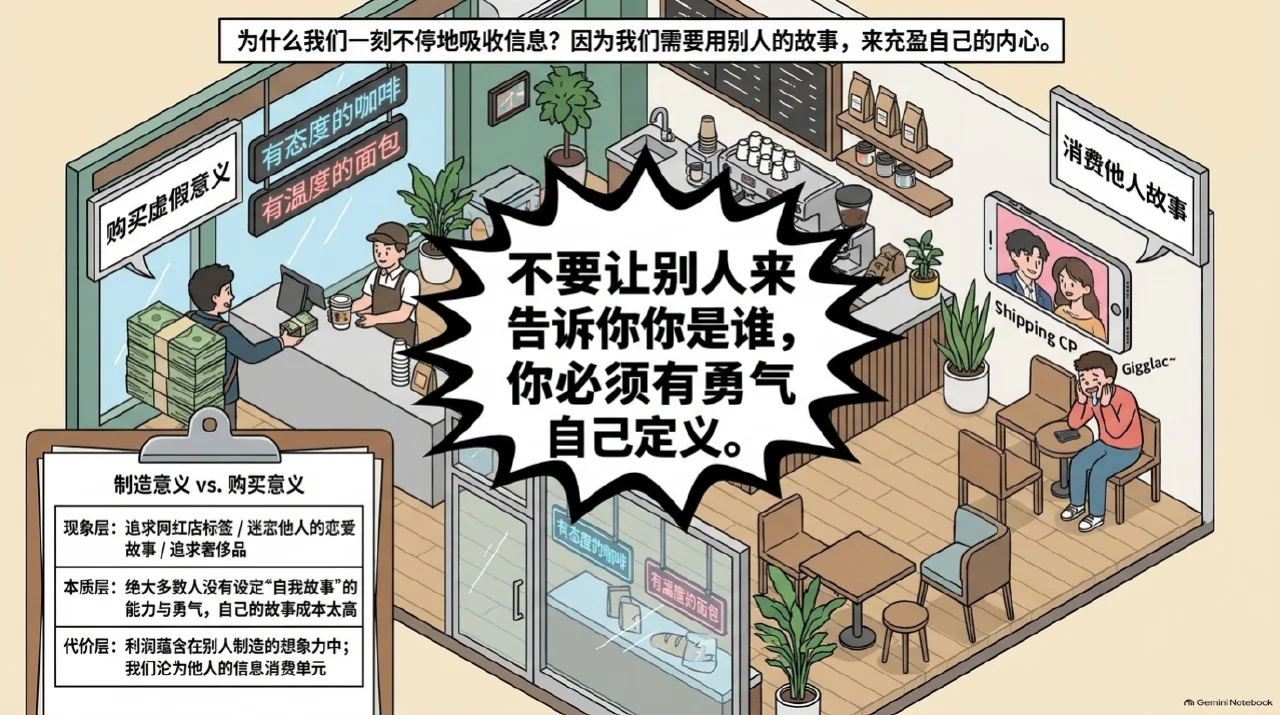 为什么我们一刻不停地吸收信息？因为我们需要用别人的故事，来充盈自己的内心。
购买虚假意义
有态度的咖啡
有温度的面包
消费他人故事
Shipping CP
Gigglac~
不要让别人来
告诉你你是谁，
你必须有勇气
自己定义。
制造意义 vs. 购买意义
现象层：追求网红店标签 / 迷恋他人的恋爱
故事 / 追求奢侈品
本质层：绝大多数人没有设定“自我故事”的
能力与勇气，自己的故事成本太高
代价层：利润蕴含在别人制造的想象力中；
我们沦为他人的信息消费单元
有态度的咖啡
有温度的面包
Gemini Notebook